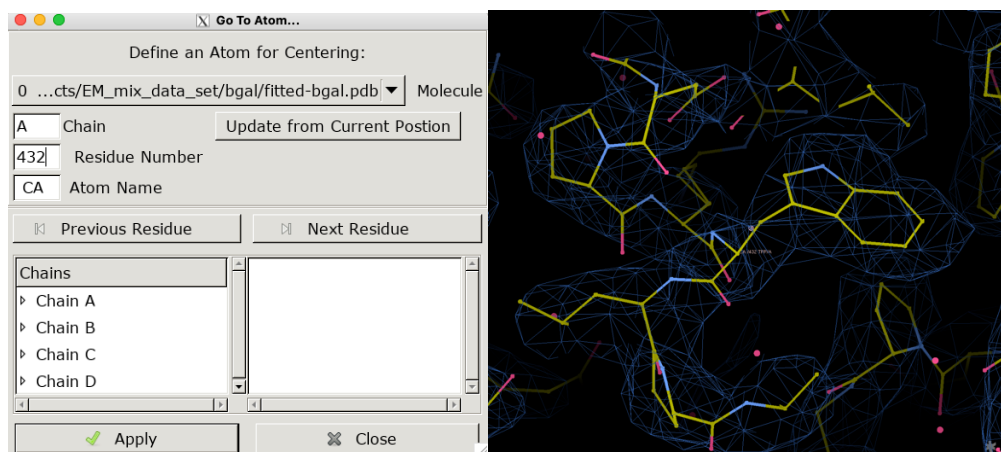 Go To Atom...
Define an Atom for Centering:
0 ...cts/EM_mix_data_set/bgal/fitted-bgal.pdb Molecule
A Chain Update from Current Postion
432 Residue Number
CA Atom Name
Previous Residue Next Residue
Chains
Chain A
Chain B
Chain C
Chain D
Apply Close